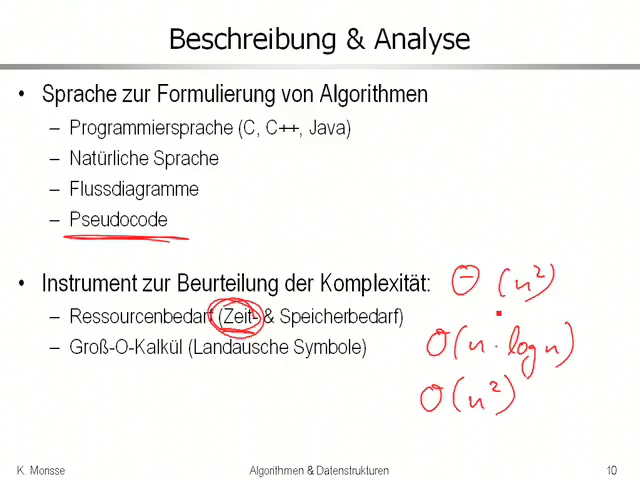 Beschreibung & Analyse
• Sprache zur Formulierung von Algorithmen
– Programmiersprache (C, C++, Java)
– Natürliche Sprache
– Flussdiagramme
– Pseudocode
• Instrument zur Beurteilung der Komplexität: Θ (n²)
– Ressourcenbedarf (Zeit- & Speicherbedarf)
– Groß-O-Kalkül (Landausche Symbole) O(n · log n)
O(n²)
K. Morisse Algorithmen & Datenstrukturen 10